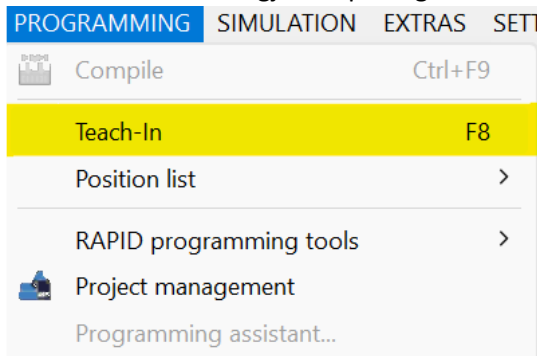 PROGRAMMING SIMULATION EXTRAS
Compile Ctrl+F9
Teach-In F8
Position list >
RAPID programming tools >
Project management
Programming assistant...